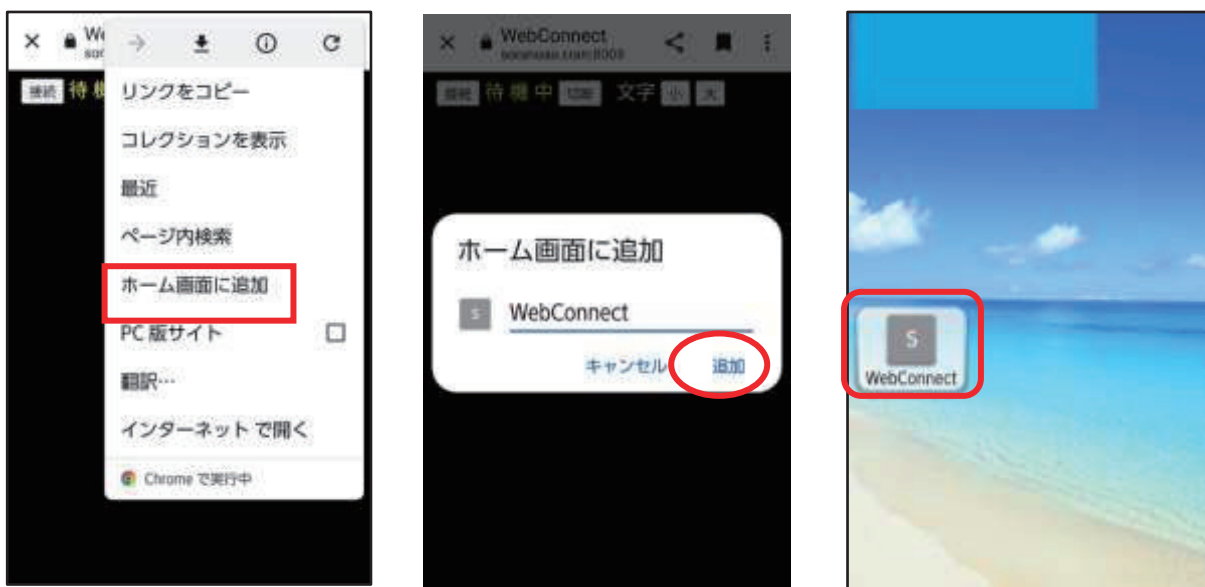 We
接続 待機
リンクをコピー
コレクションを表示
最近
ページ内検索
ホーム画面に追加
PC 版サイト
翻訳…
インターネット で開く
Chrome で実行中
WebConnect
接続 待機中 切断 文字 小 大
ホーム画面に追加
S WebConnect
キャンセル 追加
S
WebConnect